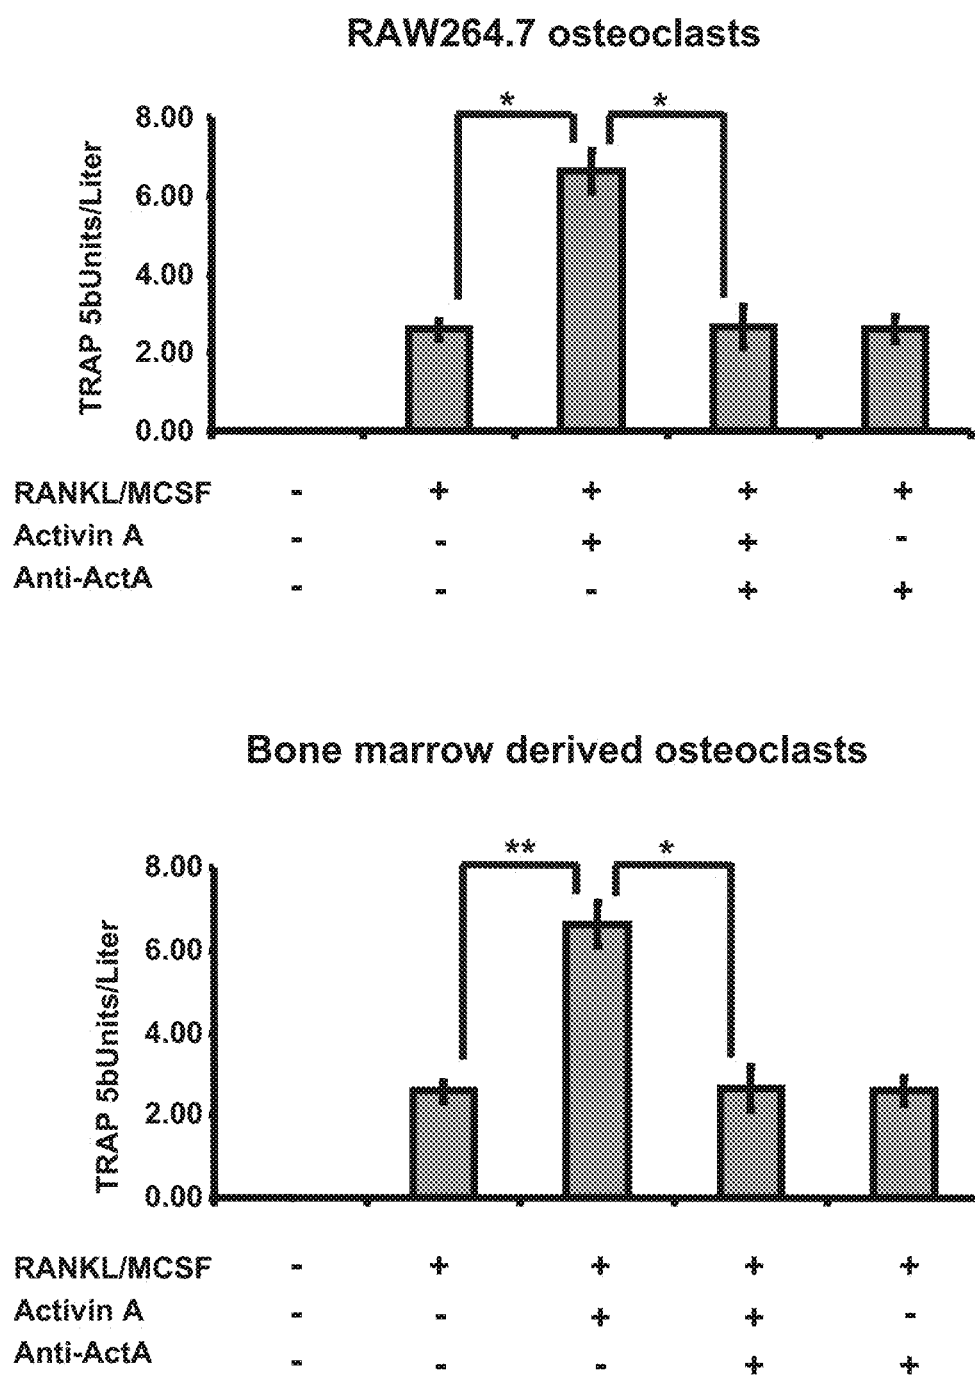 RAW264.7 osteoclasts
* *
8.00
6.00
4.00
2.00
0.00
TRAP 5bUnits/Liter
RANKL/MCSF - + + + +
Activin A - - + + -
Anti-ActA - - - + +
Bone marrow derived osteoclasts
** *
8.00
6.00
4.00
2.00
0.00
TRAP 5bUnits/Liter
RANKL/MCSF - + + + +
Activin A - - + + -
Anti-ActA - - - + +